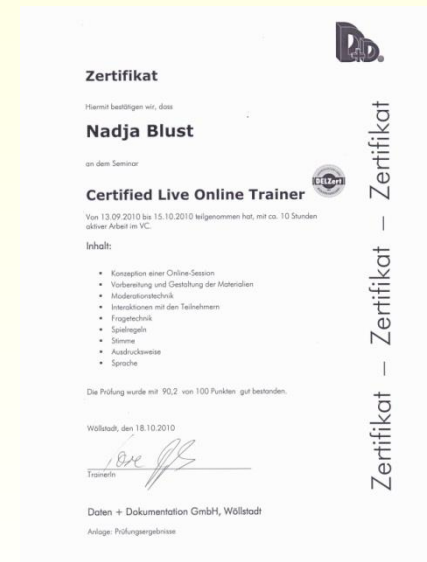 D+D.
Zertifikat
Hiermit bestätigen wir, dass
Nadja Blust
an dem Seminar
DELZert
Certified Live Online Trainer
Von 13.09.2010 bis 15.10.2010 teilgenommen hat, mit ca. 10 Stunden
aktiver Arbeit im VC.
Inhalt:
• Konzeption einer Online-Session
• Vorbereitung und Gestaltung der Materialien
• Moderationstechnik
• Interaktionen mit den Teilnehmern
• Fragetechnik
• Spielregeln
• Stimme
• Ausdrucksweise
• Sprache
Die Prüfung wurde mit 90,2 von 100 Punkten gut bestanden.
Wöllstadt, den 18.10.2010
TrainerIn
Daten + Dokumentation GmbH, Wöllstadt
Anlage: Prüfungsergebnisse
Zertifikat – Zertifikat – Zertifikat